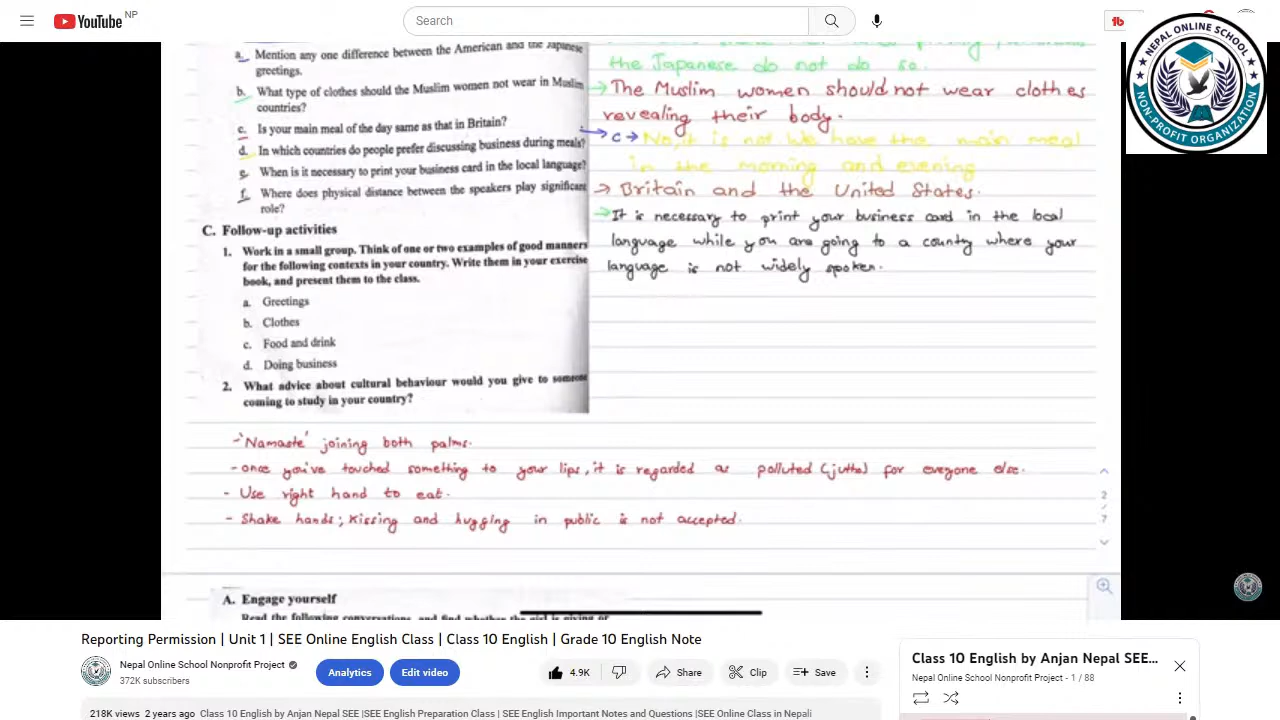 NP
YouTube
Search
NEPAL ONLINE SCHOOL
NON-PROFIT ORGANIZATION
a. Mention any one difference between the American and the Japanese
greetings.
b. What type of clothes should the Muslim women not wear in Muslim
countries?
c. Is your main meal of the day same as that in Britain?
d. In which countries do people prefer discussing business during meals?
e. When is it necessary to print your business card in the local language?
f. Where does physical distance between the speakers play significant
role?
C. Follow-up activities
1. Work in a small group. Think of one or two examples of good manners
for the following contexts in your country. Write them in your exercise
book, and present them to the class.
a. Greetings
b. Clothes
c. Food and drink
d. Doing business
2. What advice about cultural behaviour would you give to someone
coming to study in your country?
the Japanese do not do so.
→ The Muslim women should not wear clothes
revealing their body.
→ c → No, it is not. We have the main meal
in the morning and evening
→ Britain and the United States.
→ It is necessary to print your business card in the local
language while you are going to a county where your
language is not widely spoken.
- 'Namaste' joining both palms.
- once you've touched something to your lips, it is regarded as polluted (jutho) for everyone else.
- Use right hand to eat.
- Shake hands; Kissing and hugging in public is not accepted.
2
/
7
A. Engage yourself
Read the following conversations, and find whether the girl is giving or
Reporting Permission | Unit 1 | SEE Online English Class | Class 10 English | Grade 10 English Note
Nepal Online School Nonprofit Project
372K subscribers
Analytics
Edit video
4.9K
Share
Clip
Save
218K views 2 years ago Class 10 English by Anjan Nepal SEE |SEE English Preparation Class | SEE English Important Notes and Questions |SEE Online Class in Nepali
Class 10 English by Anjan Nepal SEE...
Nepal Online School Nonprofit Project - 1 / 88